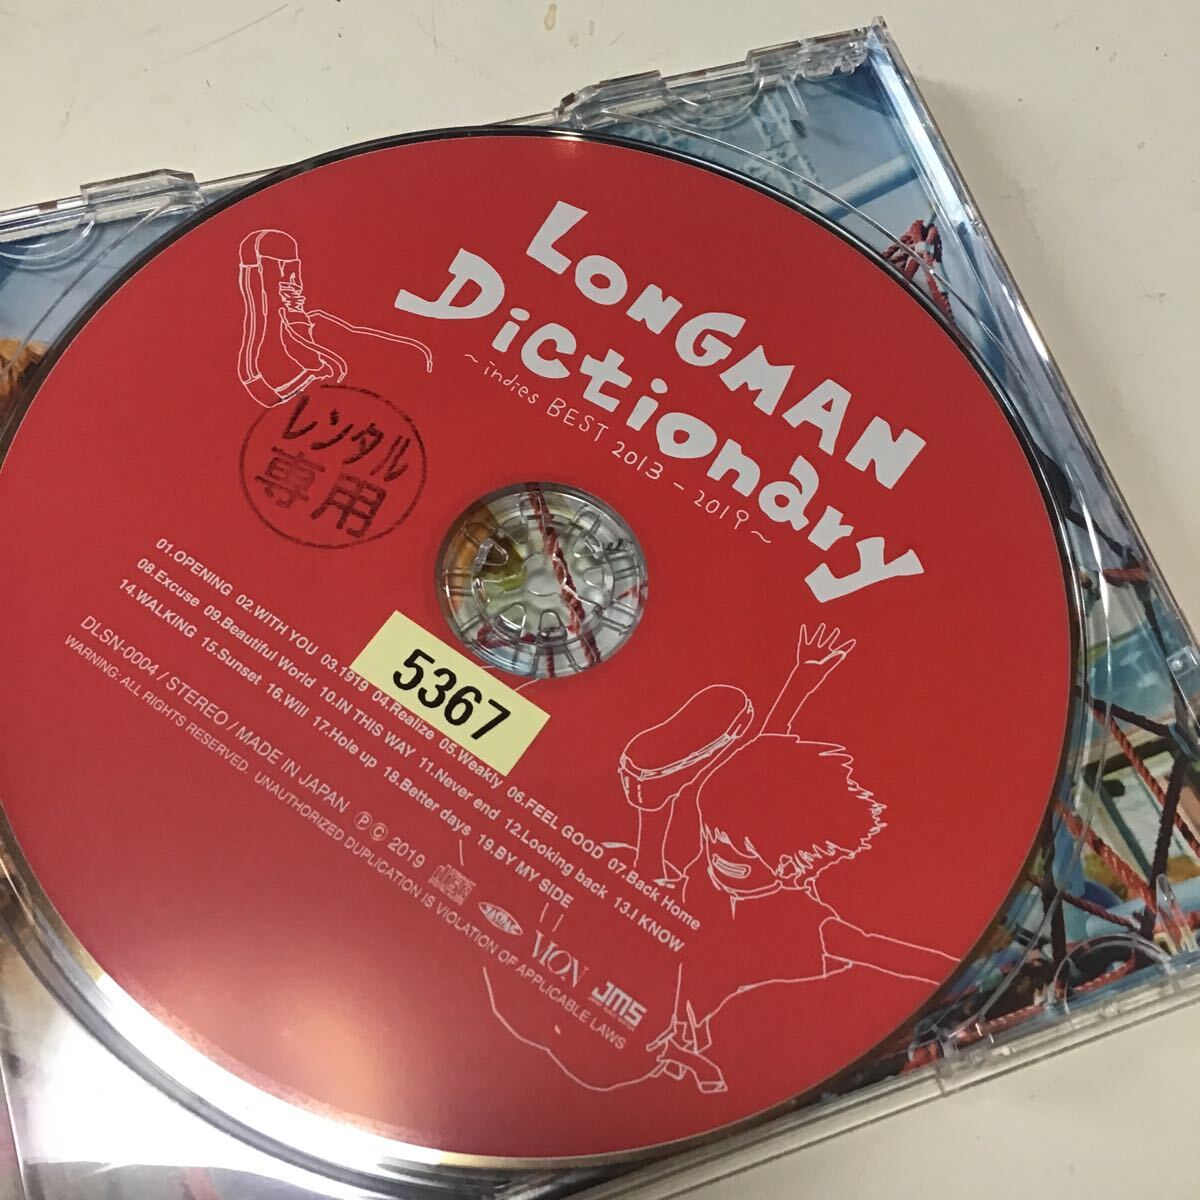 LONGMAN
Dictionary
~indies BEST 2013-2019~
レンタル
専用
5367
01.OPENING 02.WITH YOU 03.1919 04.Realize 05.Weakly 06.FEEL GOOD 07.Back Home
08.Excuse 09.Beautiful World 10.IN THIS WAY 11.Never end 12.Looking back 13.I KNOW
14.WALKING 15.Sunset 16.Will 17.Hole up 18.Better days 19.BY MY SIDE
DLSN-0004 / STEREO / MADE IN JAPAN ⓅⒸ 2019
VION JMS
WARNING: ALL RIGHTS RESERVED. UNAUTHORIZED DUPLICATION IS VIOLATION OF APPLICABLE LAWS